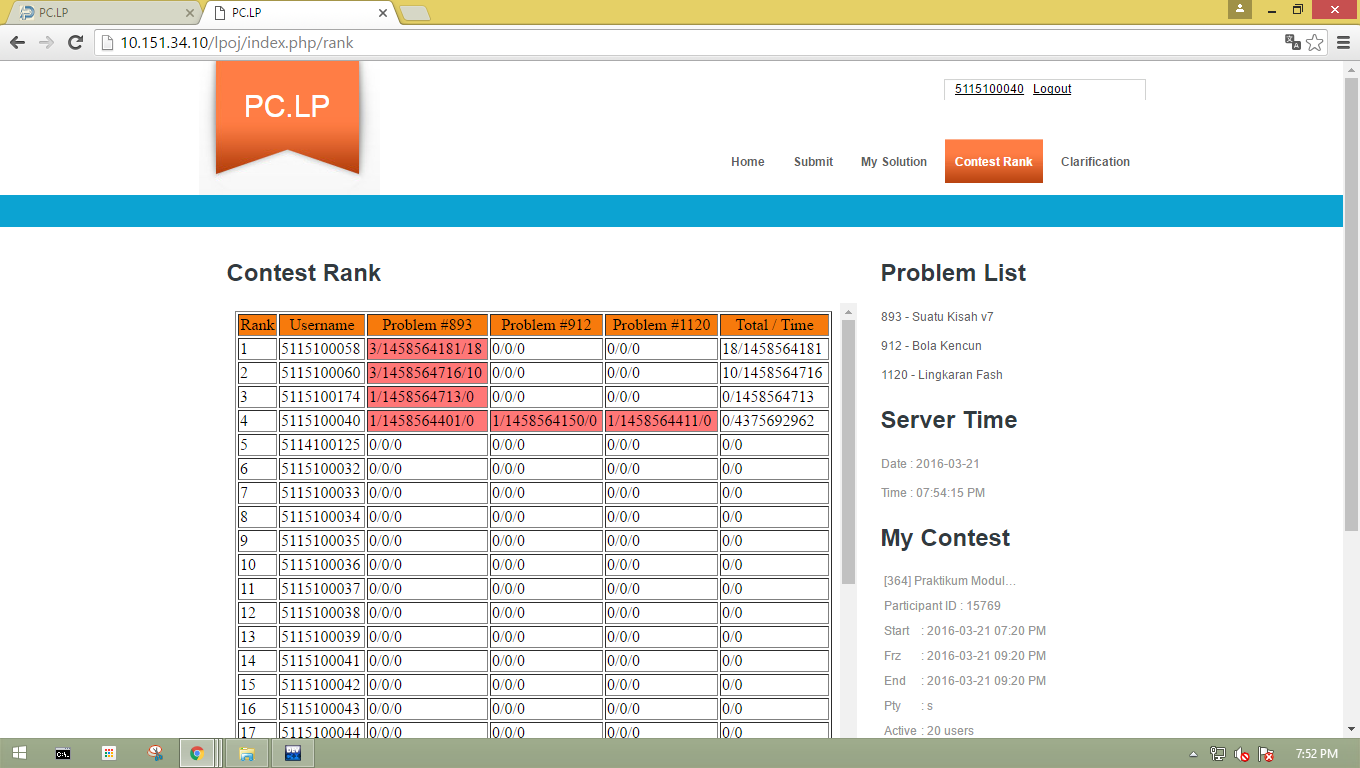 PC.LP
PC.LP
10.151.34.10/lpoj/index.php/rank
PC.LP
5115100040 Logout
Home Submit My Solution Contest Rank Clarification
Contest Rank
Rank Username Problem #893 Problem #912 Problem #1120 Total / Time
1 5115100058 3/1458564181/18 0/0/0 0/0/0 18/1458564181
2 5115100060 3/1458564716/10 0/0/0 0/0/0 10/1458564716
3 5115100174 1/1458564713/0 0/0/0 0/0/0 0/1458564713
4 5115100040 1/1458564401/0 1/1458564150/0 1/1458564411/0 0/4375692962
5 5114100125 0/0/0 0/0/0 0/0/0 0/0
6 5115100032 0/0/0 0/0/0 0/0/0 0/0
7 5115100033 0/0/0 0/0/0 0/0/0 0/0
8 5115100034 0/0/0 0/0/0 0/0/0 0/0
9 5115100035 0/0/0 0/0/0 0/0/0 0/0
10 5115100036 0/0/0 0/0/0 0/0/0 0/0
11 5115100037 0/0/0 0/0/0 0/0/0 0/0
12 5115100038 0/0/0 0/0/0 0/0/0 0/0
13 5115100039 0/0/0 0/0/0 0/0/0 0/0
14 5115100041 0/0/0 0/0/0 0/0/0 0/0
15 5115100042 0/0/0 0/0/0 0/0/0 0/0
16 5115100043 0/0/0 0/0/0 0/0/0 0/0
17 5115100044 0/0/0 0/0/0 0/0/0 0/0
Problem List
893 - Suatu Kisah v7
912 - Bola Kencun
1120 - Lingkaran Fash
Server Time
Date : 2016-03-21
Time : 07:54:15 PM
My Contest
[364] Praktikum Modul...
Participant ID : 15769
Start : 2016-03-21 07:20 PM
Frz : 2016-03-21 09:20 PM
End : 2016-03-21 09:20 PM
Pty : s
Active : 20 users
7:52 PM